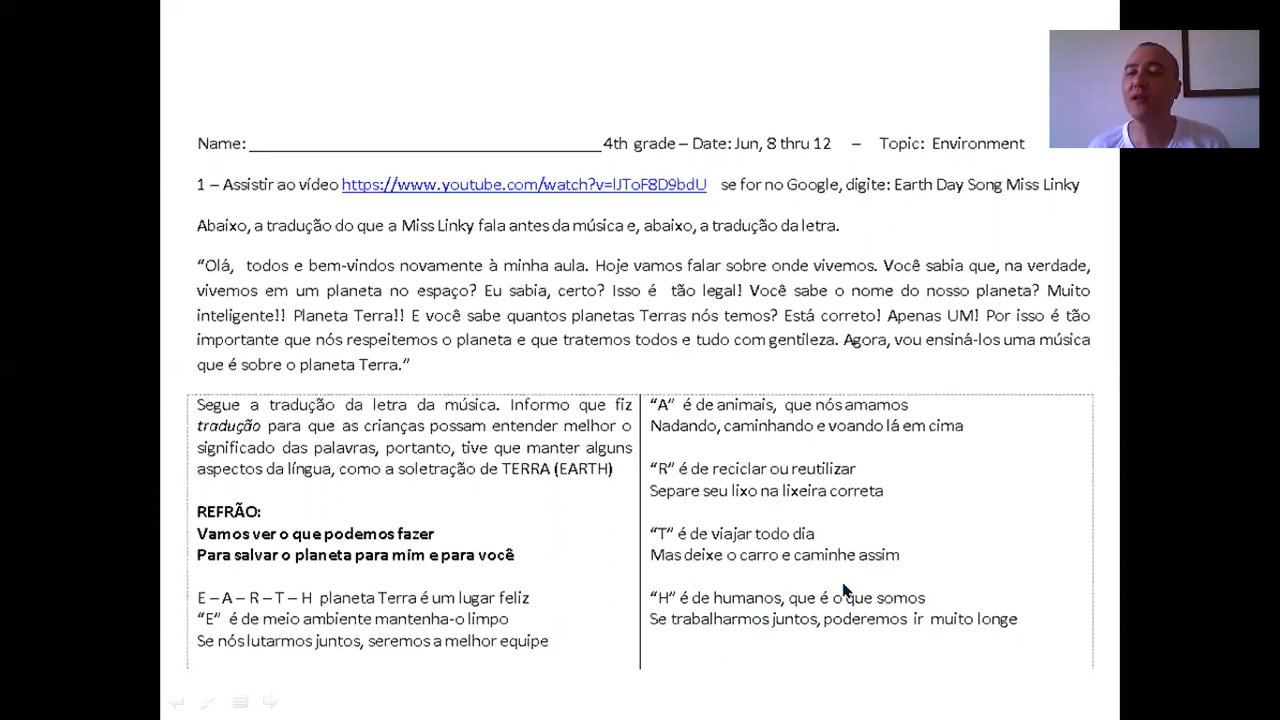 Name: ________________________________________4th grade – Date: Jun, 8 thru 12 – Topic: Environment
1 – Assistir ao vídeo https://www.youtube.com/watch?v=lJToF8D9bdU se for no Google, digite: Earth Day Song Miss Linky
Abaixo, a tradução do que a Miss Linky fala antes da música e, abaixo, a tradução da letra.
“Olá, todos e bem-vindos novamente à minha aula. Hoje vamos falar sobre onde vivemos. Você sabia que, na verdade,
vivemos em um planeta no espaço? Eu sabia, certo? Isso é tão legal! Você sabe o nome do nosso planeta? Muito
inteligente!! Planeta Terra!! E você sabe quantos planetas Terras nós temos? Está correto! Apenas UM! Por isso é tão
importante que nós respeitemos o planeta e que tratemos todos e tudo com gentileza. Agora, vou ensiná-los uma música
que é sobre o planeta Terra.”
Segue a tradução da letra da música. Informo que fiz
tradução para que as crianças possam entender melhor o
significado das palavras, portanto, tive que manter alguns
aspectos da língua, como a soletração de TERRA (EARTH)
REFRÃO:
Vamos ver o que podemos fazer
Para salvar o planeta para mim e para você
E – A – R – T – H planeta Terra é um lugar feliz
“E” é de meio ambiente mantenha-o limpo
Se nós lutarmos juntos, seremos a melhor equipe
“A” é de animais, que nós amamos
Nadando, caminhando e voando lá em cima
“R” é de reciclar ou reutilizar
Separe seu lixo na lixeira correta
“T” é de viajar todo dia
Mas deixe o carro e caminhe assim
“H” é de humanos, que é o que somos
Se trabalharmos juntos, poderemos ir muito longe